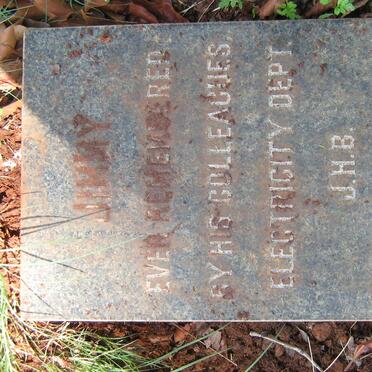 JIMMY
EVER REMEMBERED
BY HIS COLLEAGUES.
ELECTRICITY DEPT
J.H.B.